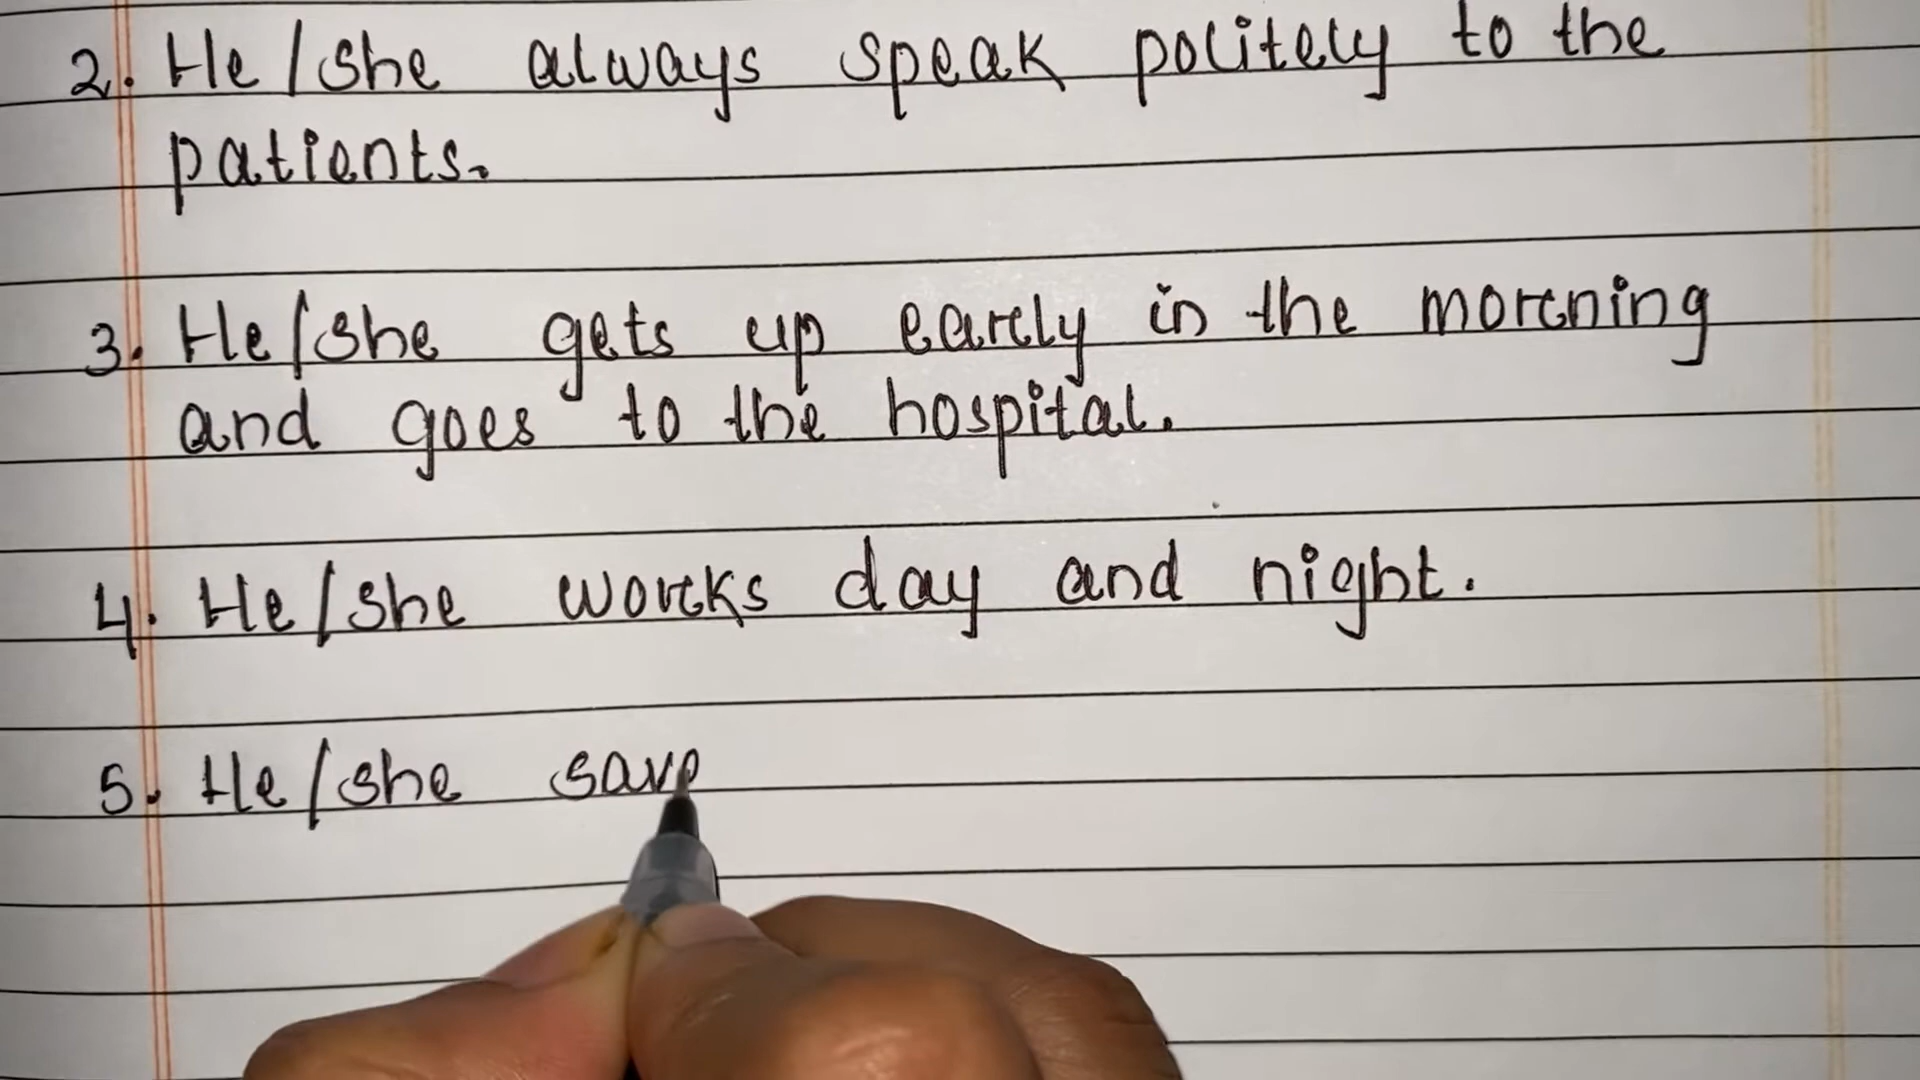 2. He/she always speak politely to the
patients.
3. He/she gets up early in the morning
and goes to the hospital.
4. He/she works day and night.
5. He/she save